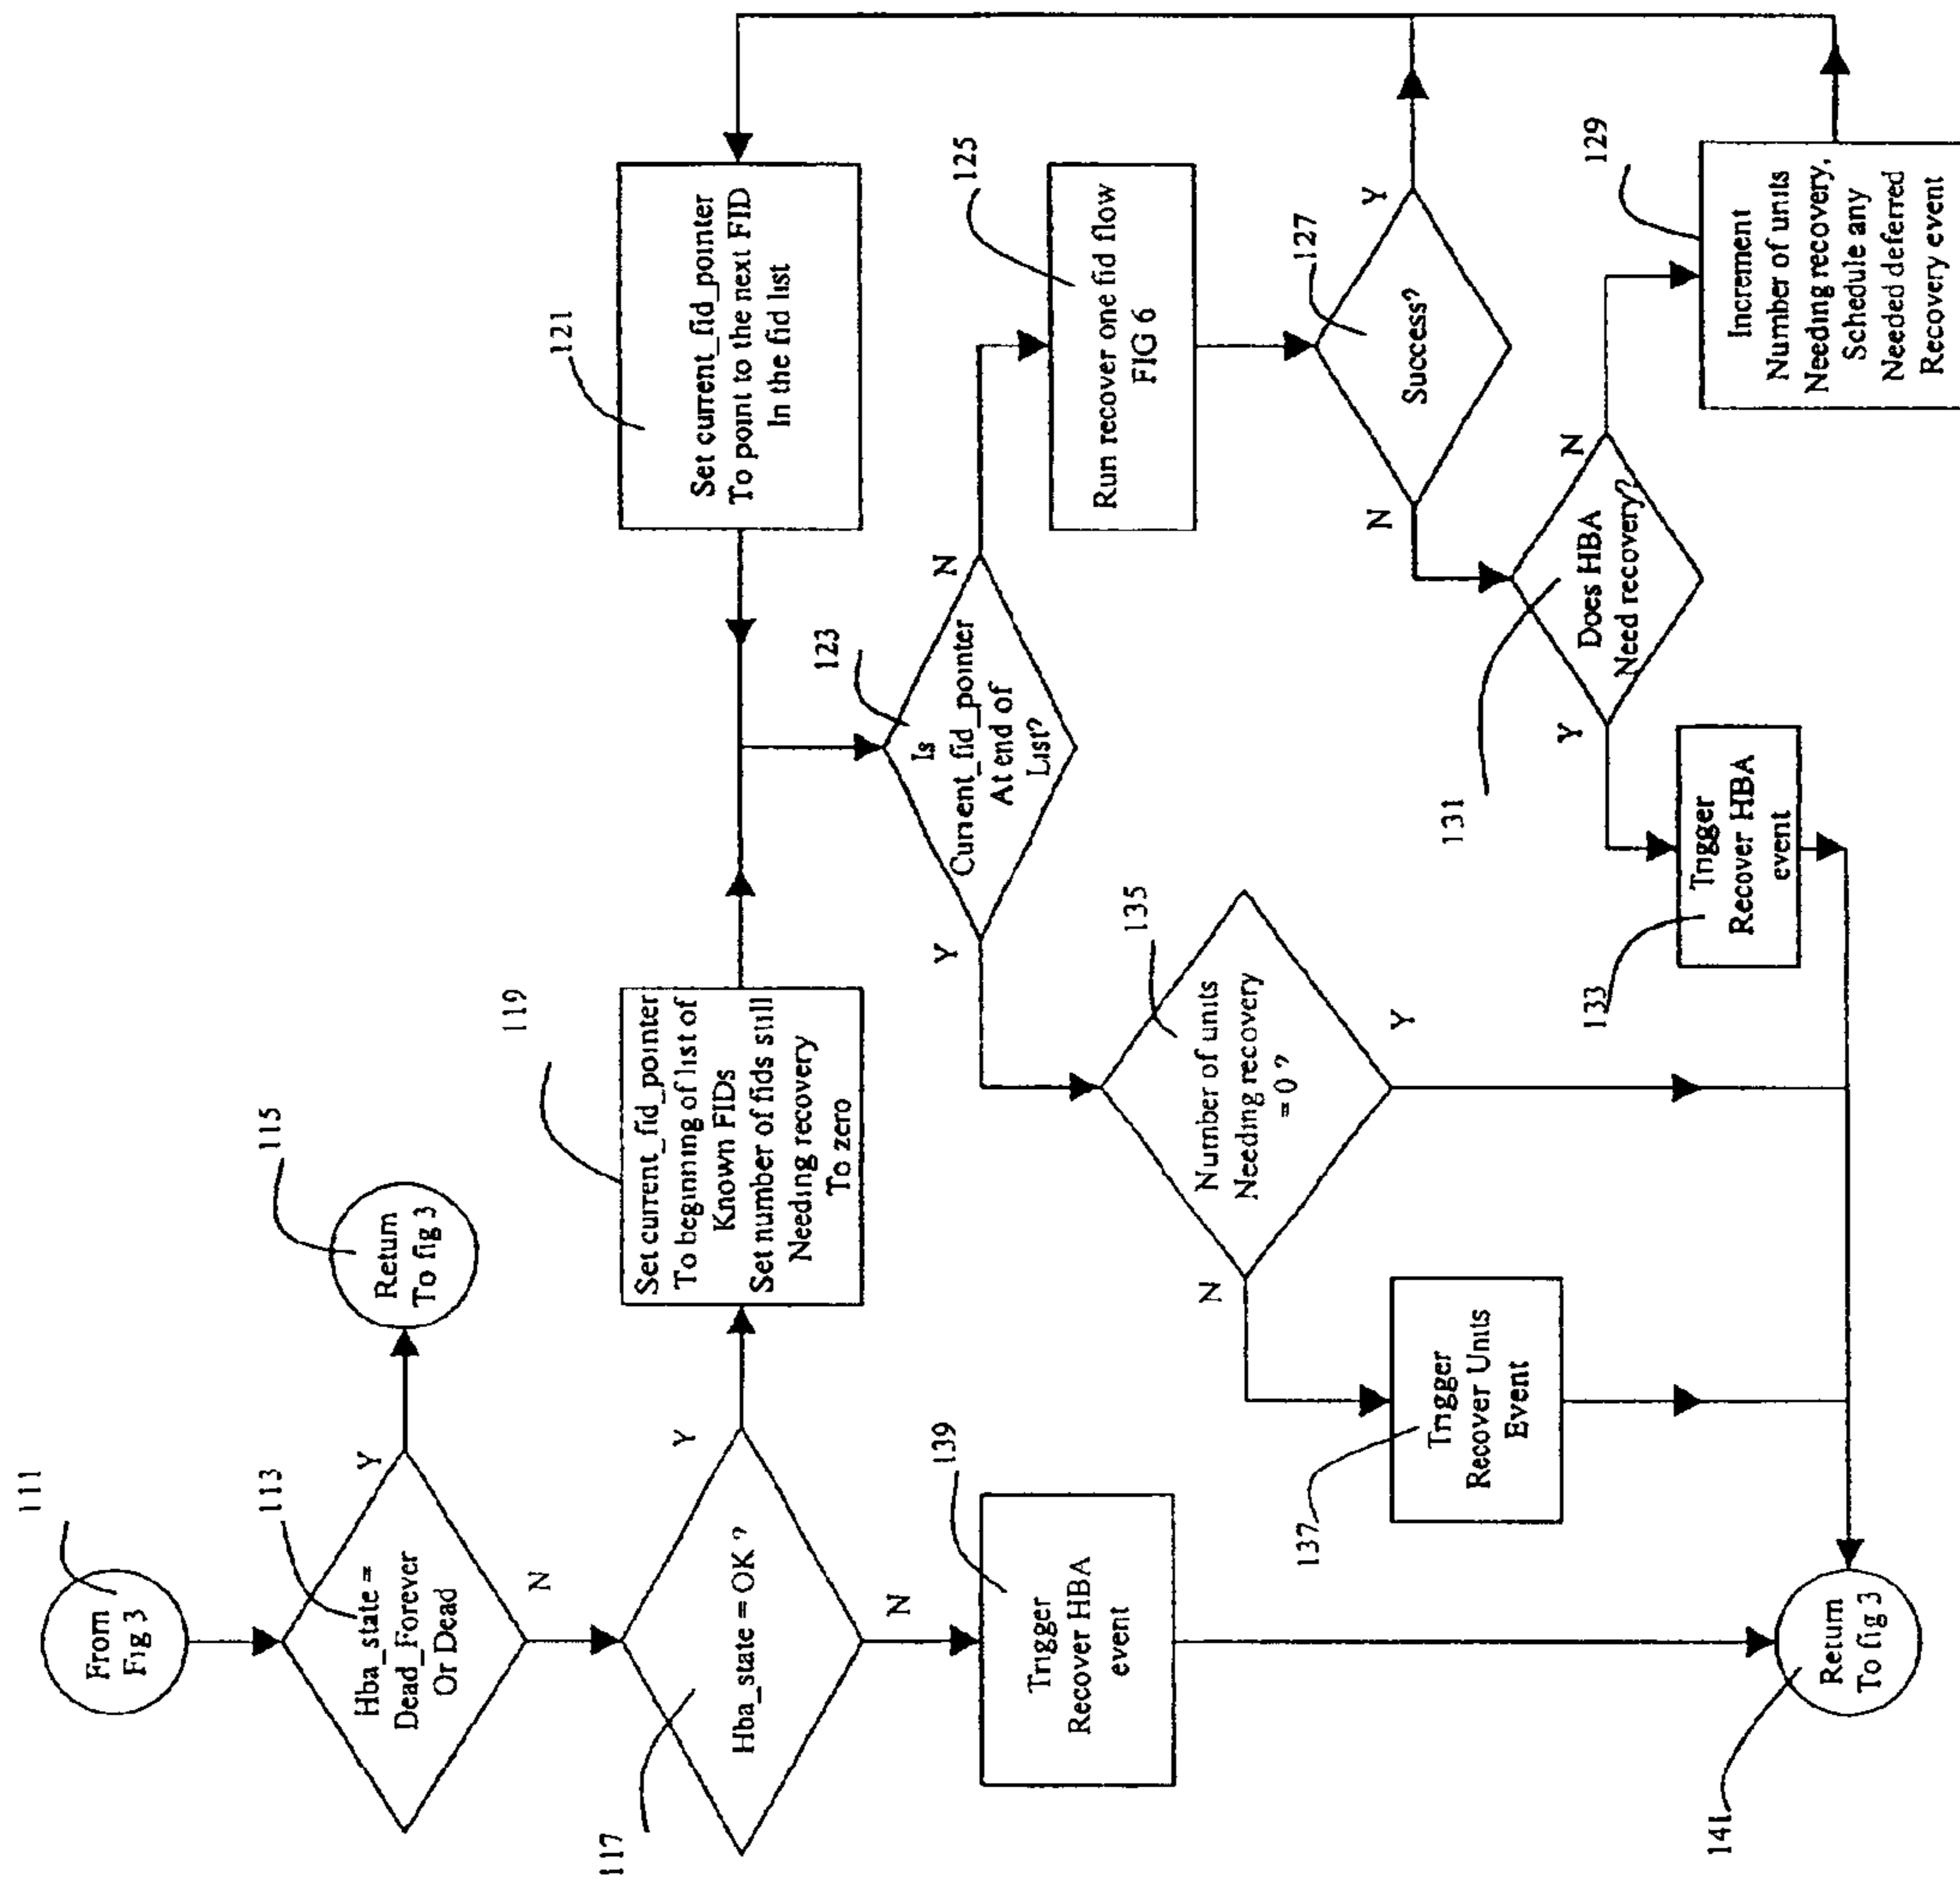 111
From
Fig 3
113
Hba_state =
Dead_Forever
Or Dead
Y
N
115
Return
To fig 3
117
Hba_state = OK ?
Y
N
119
Set current_fid_pointer
To beginning of list of
Known FIDs
Set number of fids still
Needing recovery
To zero
121
Set current_fid_pointer
To point to the next FID
In the fid list
123
Is
Current_fid_pointer
At end of
List?
Y
N
125
Run recover one fid flow
FIG 6
127
Success?
Y
N
129
Increment
Number of units
Needing recovery,
Schedule any
Needed deferred
Recovery event
131
Does HBA
Need recovery?
Y
N
133
Trigger
Recover HBA
event
135
Number of units
Needing recovery
= 0 ?
Y
N
137
Trigger
Recover Units
Event
139
Trigger
Recover HBA
event
141
Return
To fig 3